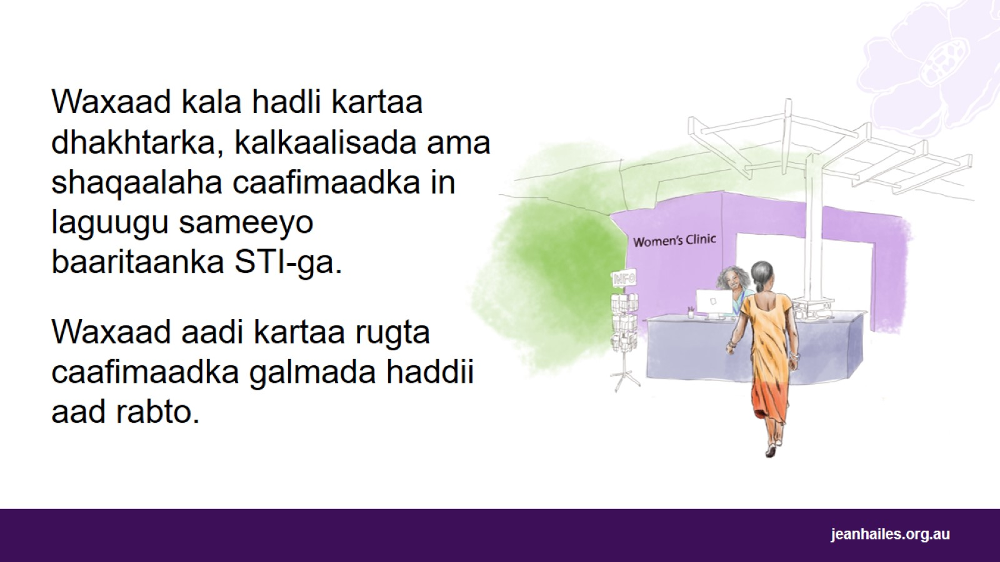 Waxaad kala hadli kartaa
dhakhtarka, kalkaalisada ama
shaqaalaha caafimaadka in
laguugu sameeyo
baaritaanka STI-ga.
Waxaad aadi kartaa rugta
caafimaadka galmada haddii
aad rabto.
Women's Clinic
INFO
jeanhailes.org.au